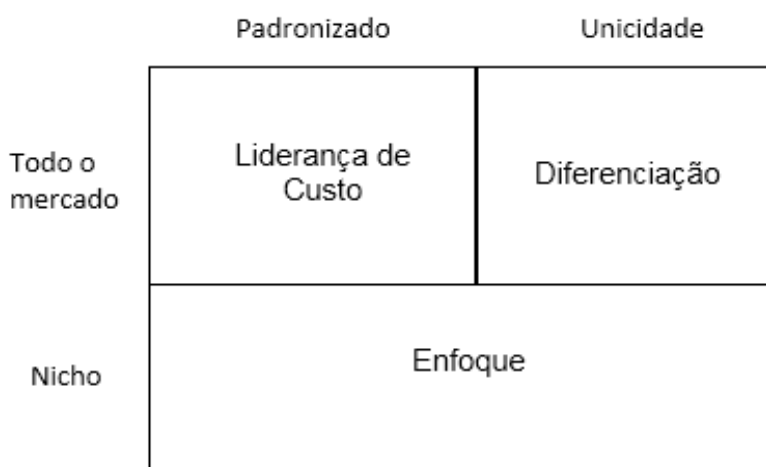 Padronizado
Unicidade
Todo o
mercado
Liderança de
Custo
Diferenciação
Nicho
Enfoque